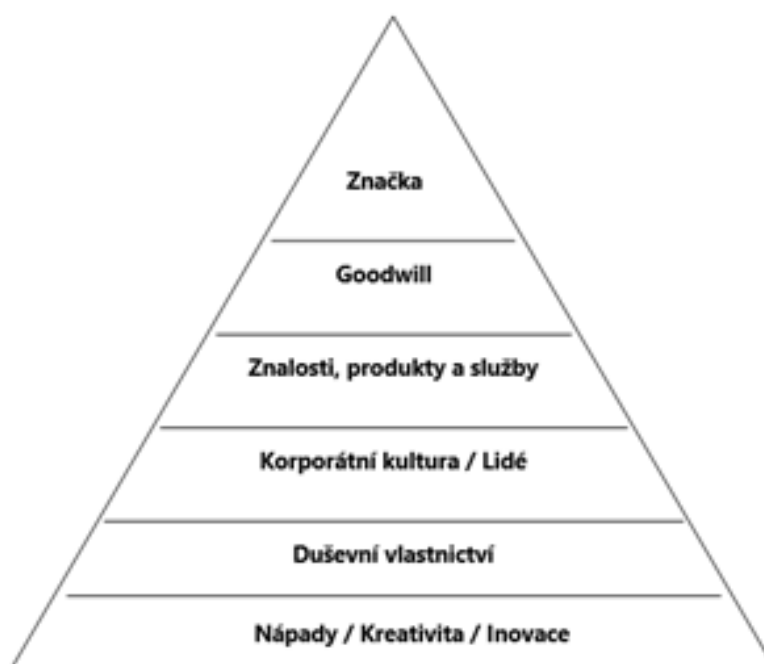 Značka
Goodwill
Znalosti, produkty a služby
Korporátní kultura / Lidé
Duševní vlastnictví
Nápady / Kreativita / Inovace